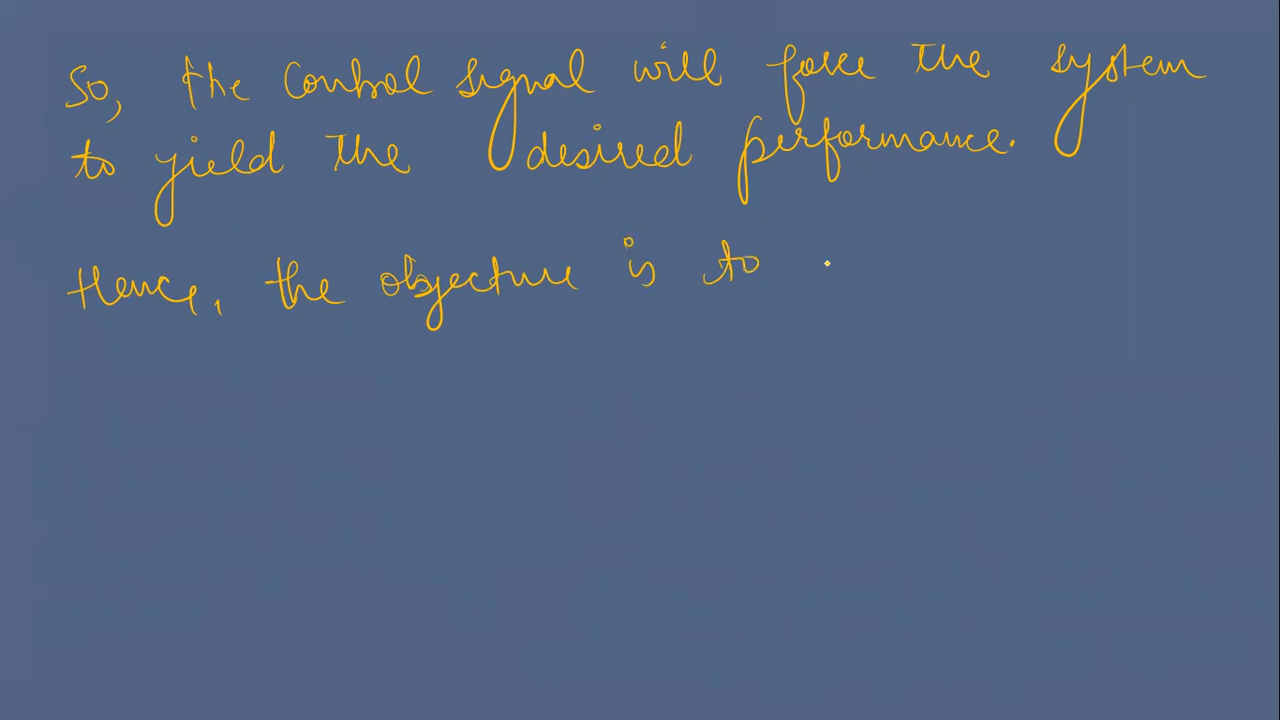 So, the Control signal will force the system
to yield the desired performance.
Hence, the objective is to